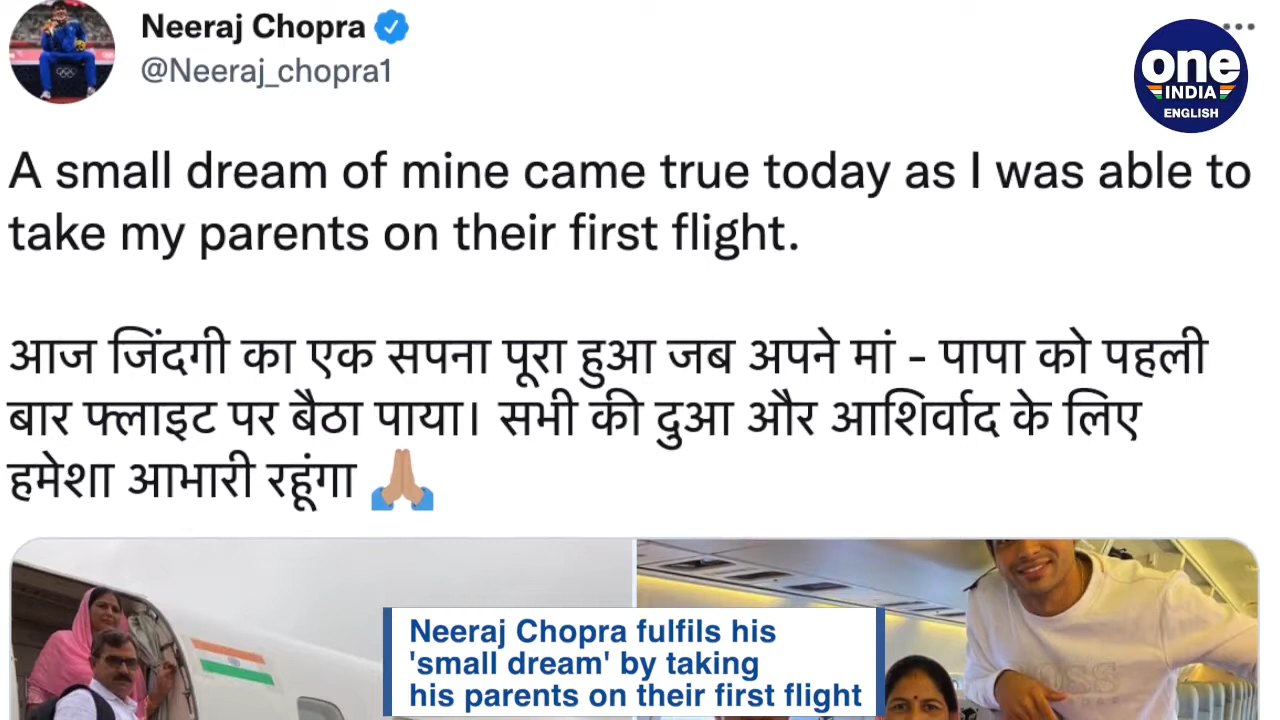 Neeraj Chopra
@Neeraj_chopra1
one
INDIA
ENGLISH
A small dream of mine came true today as I was able to
take my parents on their first flight.
आज जिंदगी का एक सपना पूरा हुआ जब अपने मां - पापा को पहली
बार फ्लाइट पर बैठा पाया। सभी की दुआ और आशिर्वाद के लिए
हमेशा आभारी रहूंगा 🙏🏽
Neeraj Chopra fulfils his
'small dream' by taking
his parents on their first flight